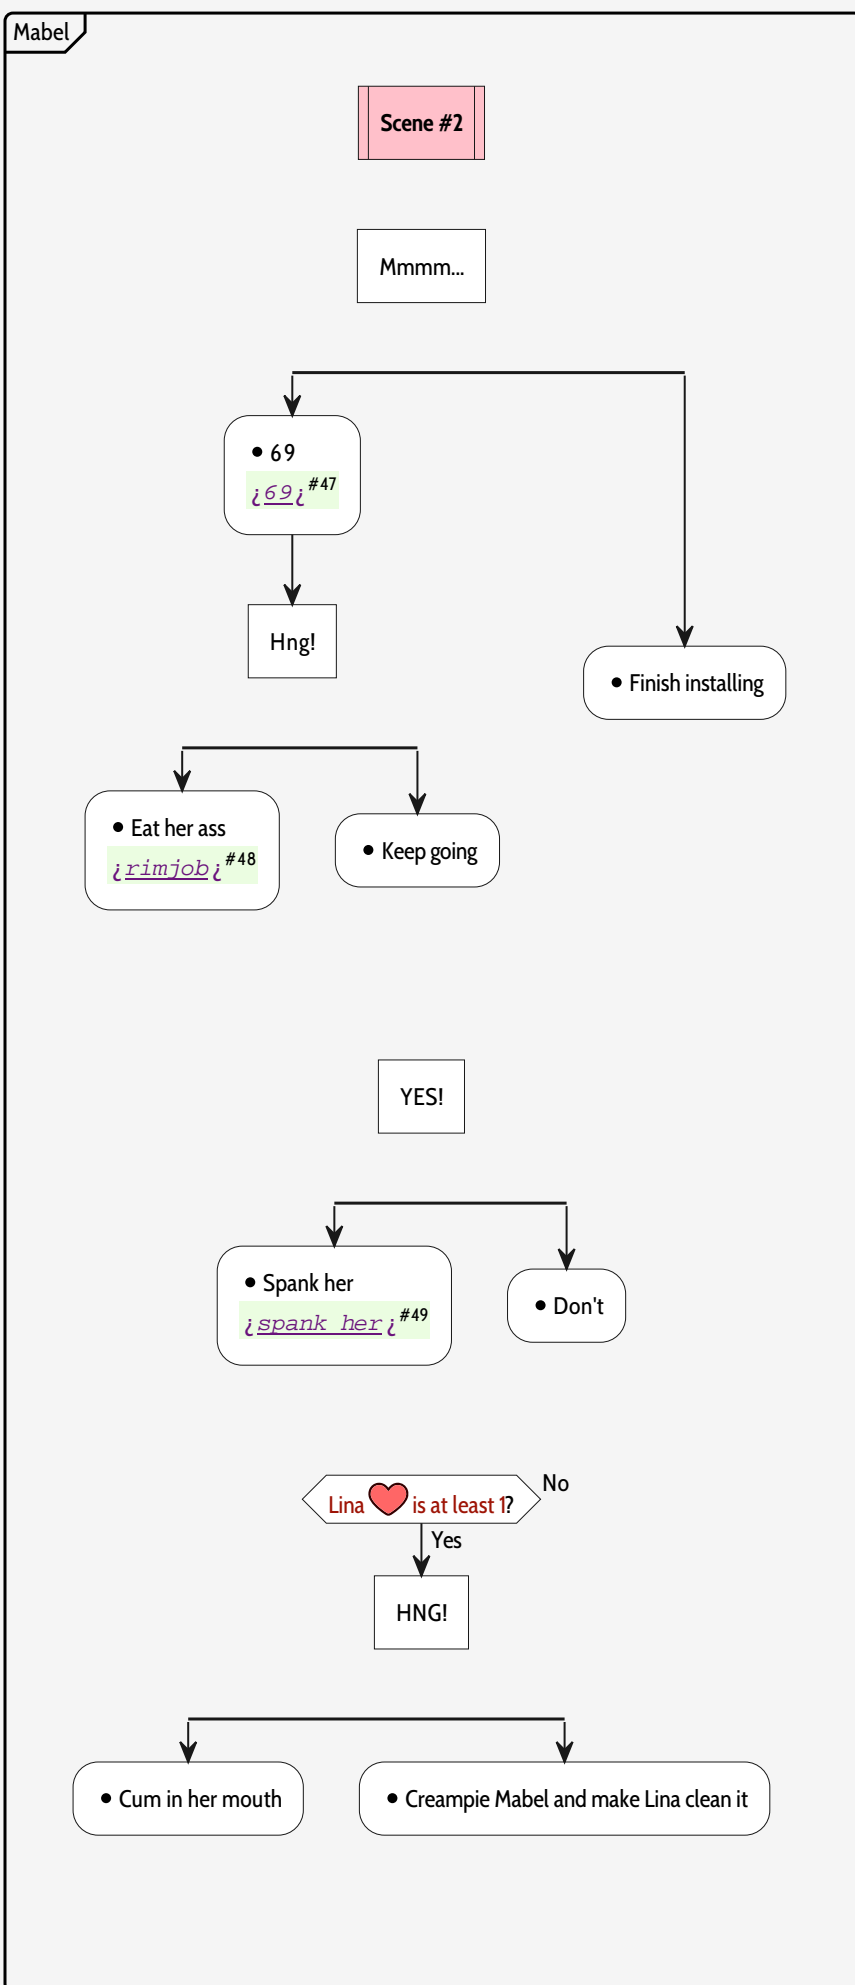 Mabel
Scene #2
Mmmm...
• 69
¿69¿#47
Hng!
• Finish installing
• Eat her ass
¿rimjob¿#48
• Keep going
YES!
• Spank her
¿spank her¿#49
• Don't
Lina ❤ is at least 1?
No
Yes
HNG!
• Cum in her mouth
• Creampie Mabel and make Lina clean it